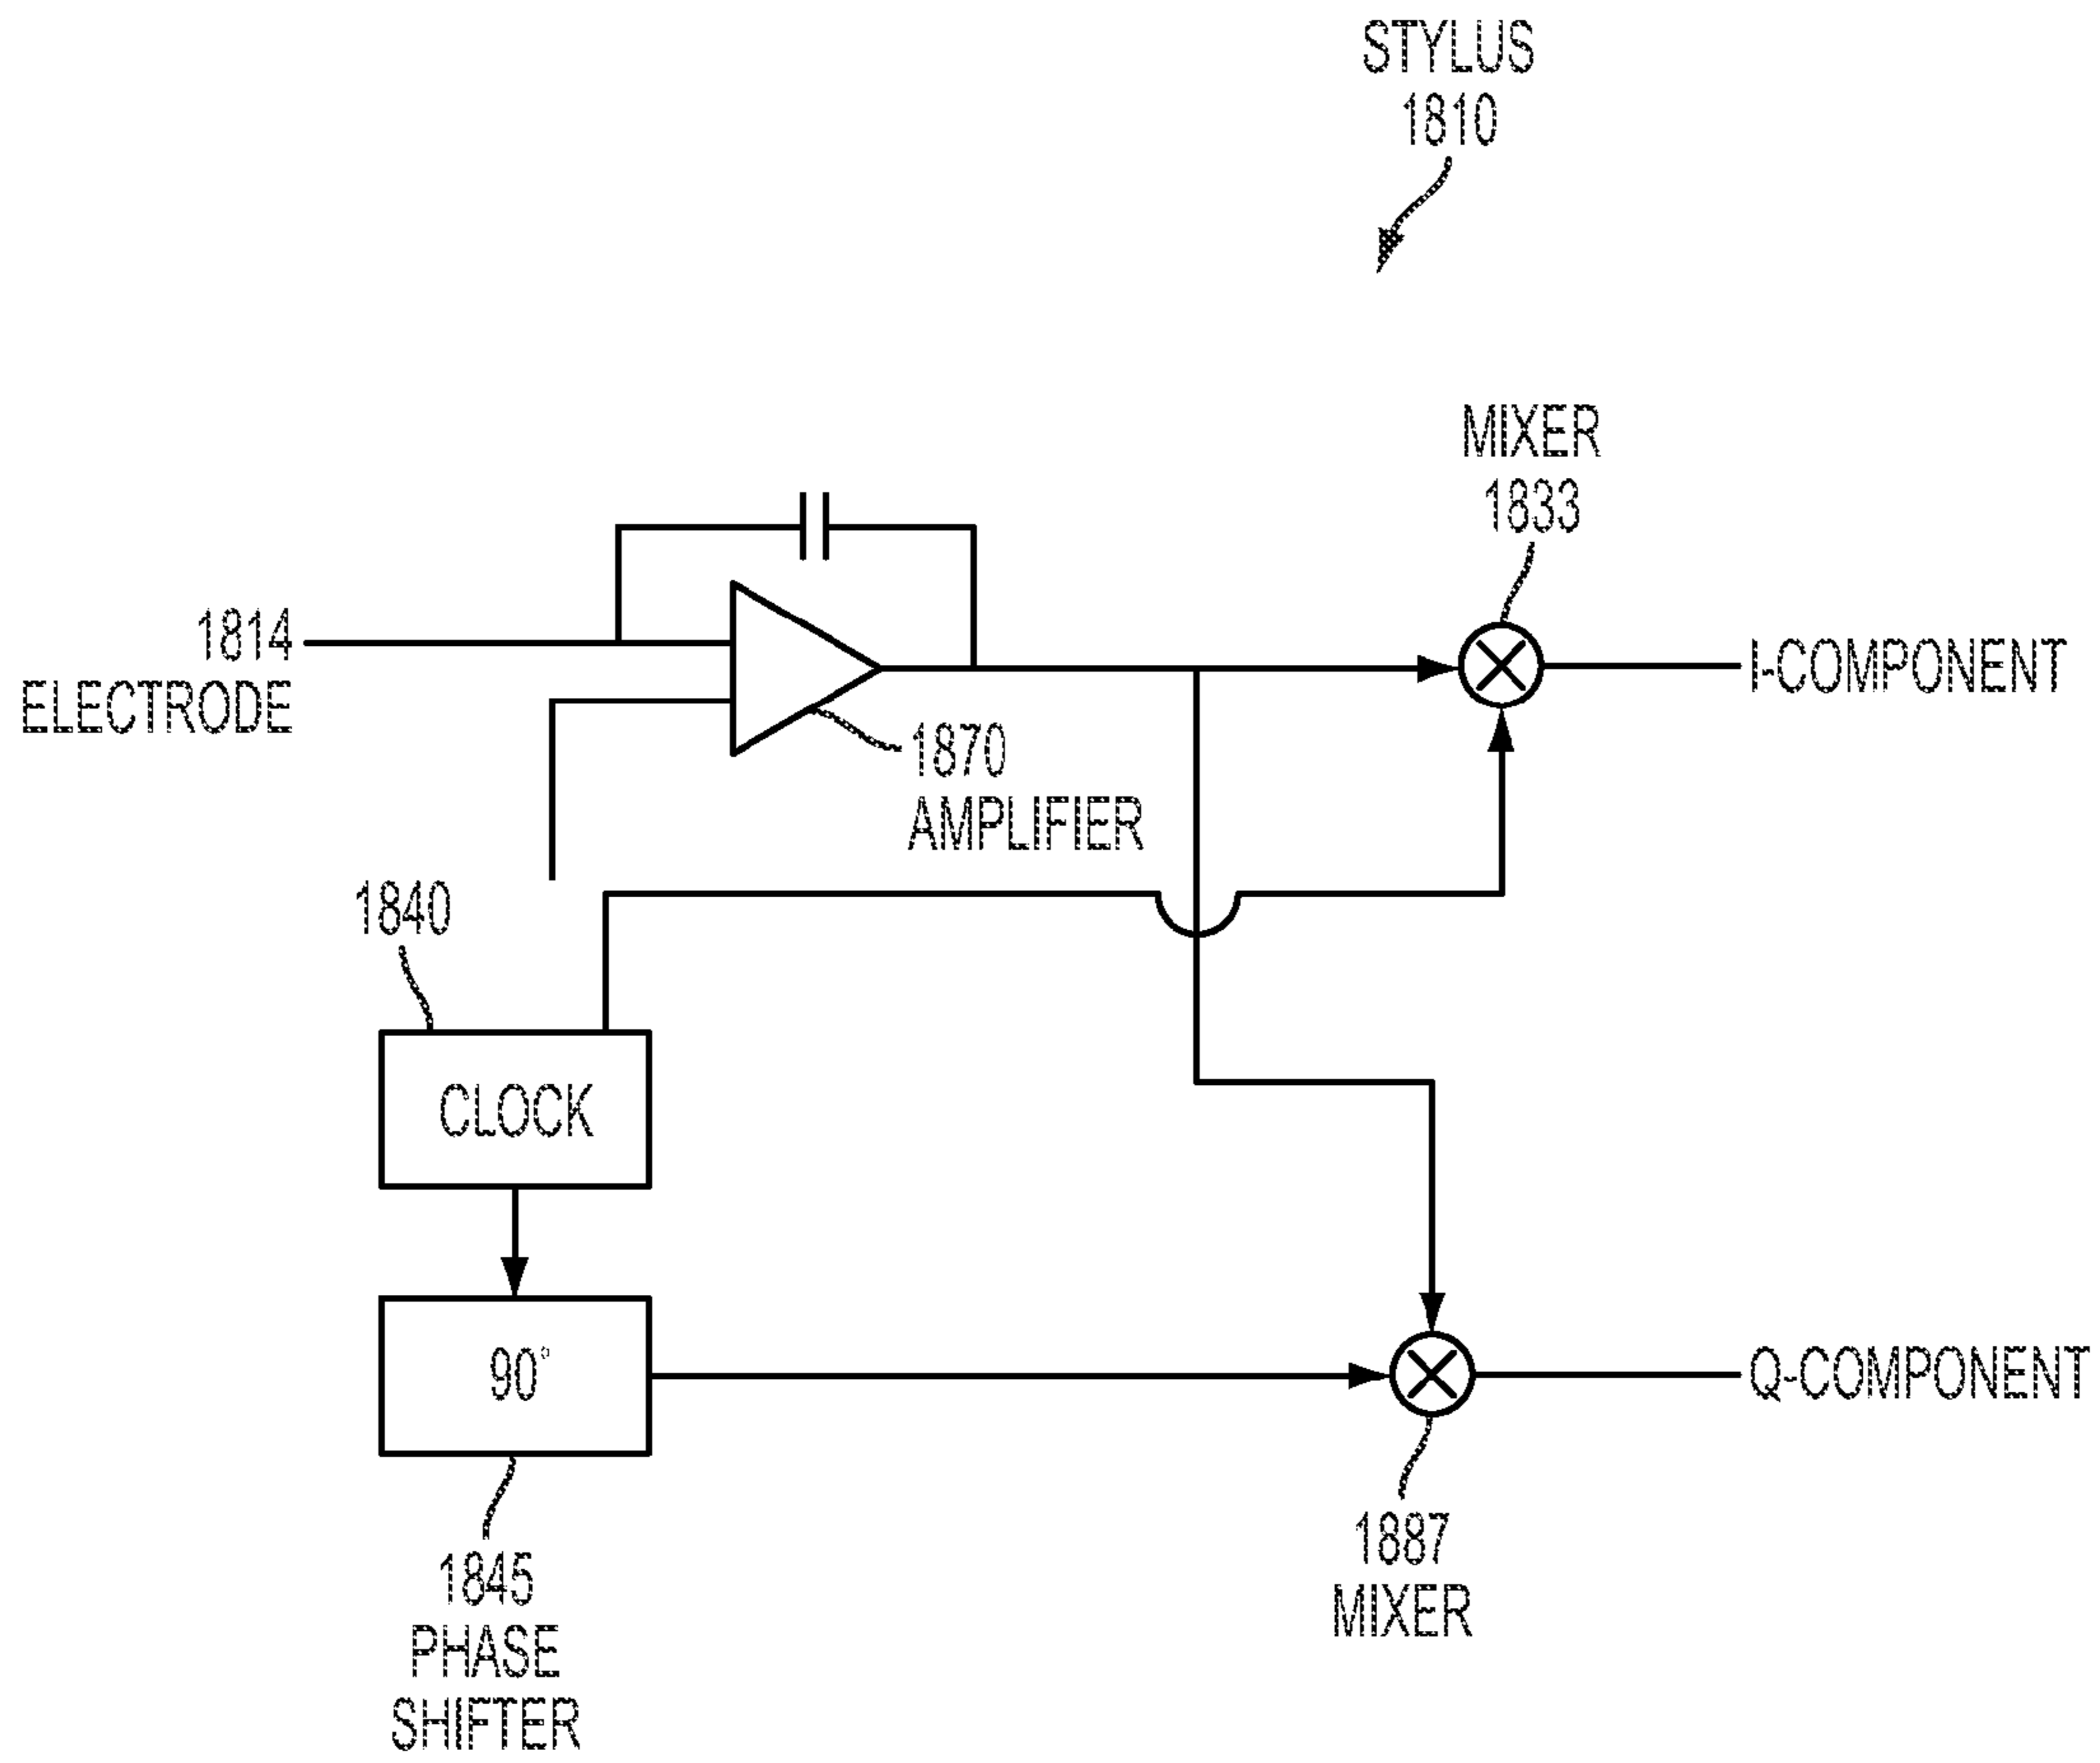 STYLUS
1810
MIXER
1833
1814
ELECTRODE
I-COMPONENT
1870
AMPLIFIER
1840
CLOCK
90°
Q-COMPONENT
1887
MIXER
1845
PHASE
SHIFTER